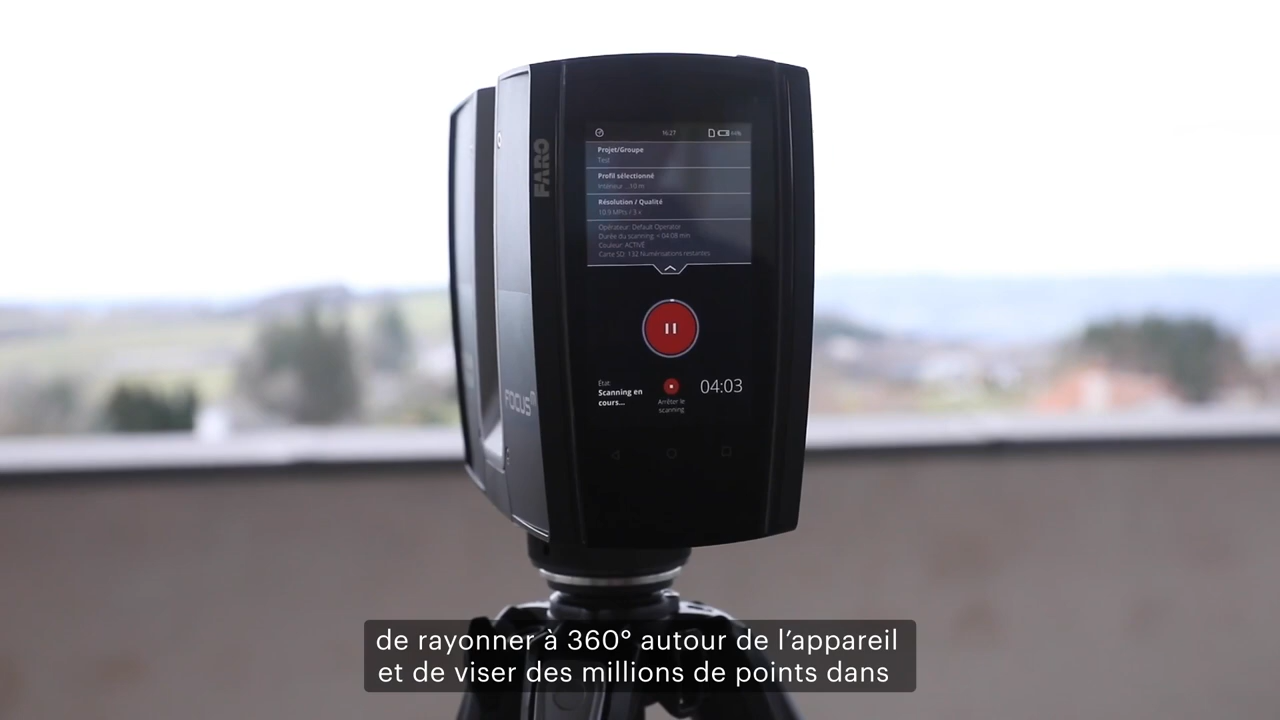 16:27
Projet/Groupe
Test
Profil sélectionné
Intérieur ...10 m
Résolution / Qualité
10.9 MPts / 3 x
Opérateur: Default Operator
Durée du scanning: ≈ 04:08 min
Couleur: ACTIVÉ
Carte SD: 132 Numérisations restantes
FARO
FOCUS
État:
Scanning en
cours...
Arrêter le
scanning
04:03
de rayonner à 360° autour de l’appareil
et de viser des millions de points dans